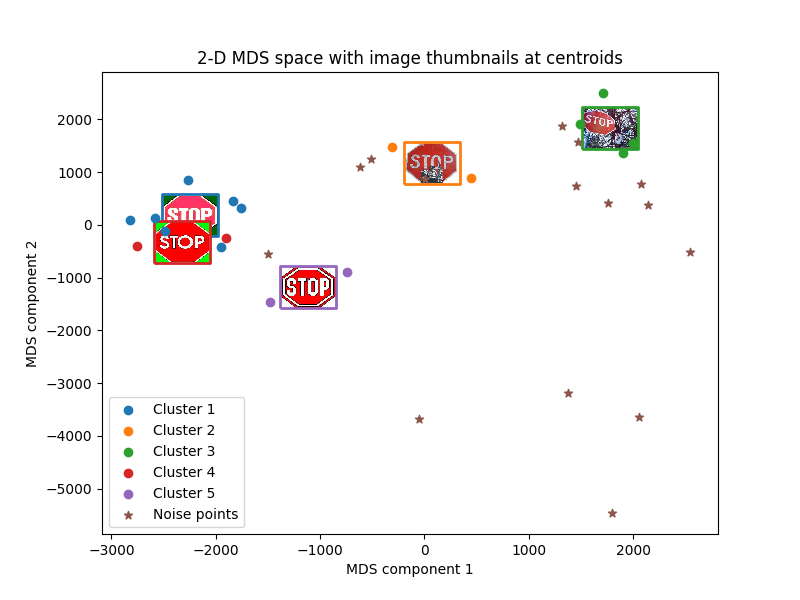 2-D MDS space with image thumbnails at centroids
MDS component 2
2000
1000
0
−1000
−2000
−3000
−4000
−5000
STOP
STOP
STOP
STOP
STOP
Cluster 1
Cluster 2
Cluster 3
Cluster 4
Cluster 5
Noise points
−3000
−2000
−1000
0
1000
2000
MDS component 1